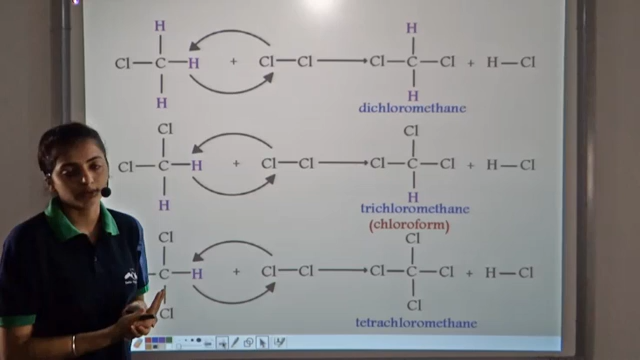 H H
Cl—C—H + Cl—Cl → Cl—C—Cl + H—Cl
H H
dichloromethane
Cl Cl
Cl—C—H + Cl—Cl → Cl—C—Cl + H—Cl
H H
trichloromethane
(chloroform)
Cl Cl
—C—H + Cl—Cl → Cl—C—Cl + H—Cl
Cl Cl
tetrachloromethane